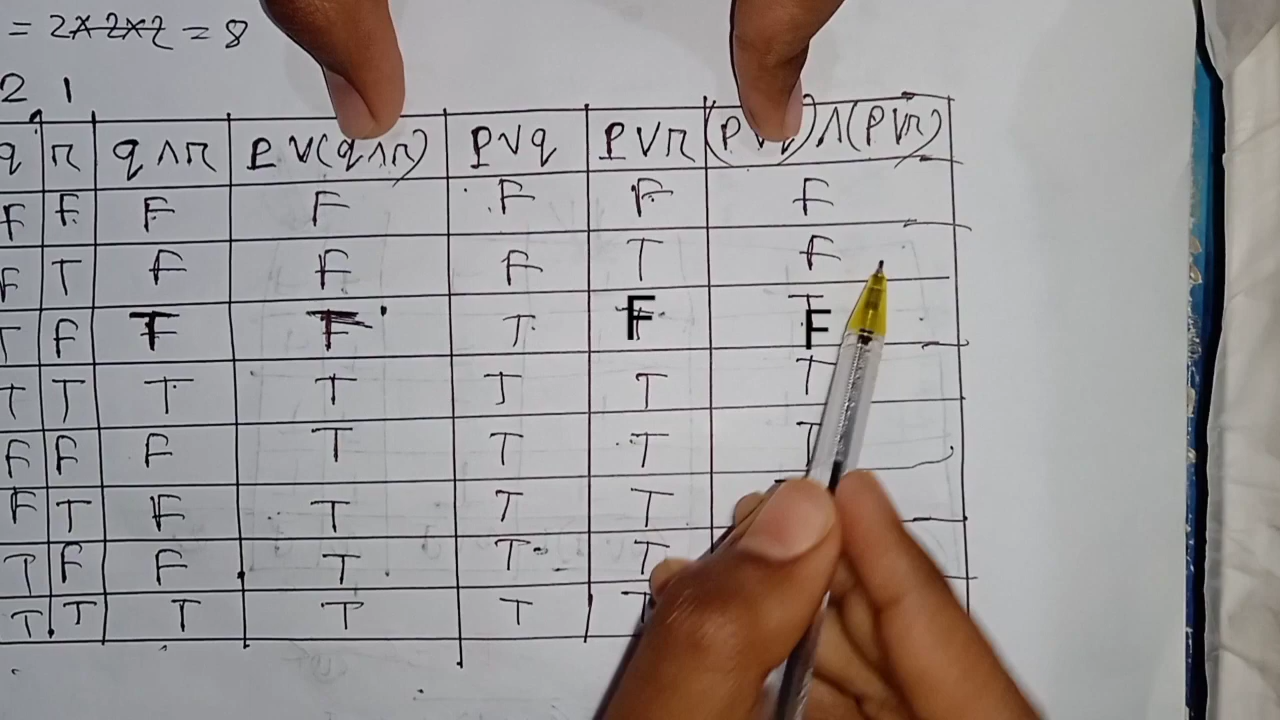 = 2×2×2 = 8
2 1
q r q∧r P∨(q∧r) P∨q P∨r (P∨q)∧(P∨r)
F F F F F F F
F T F F F T F
T F F F T F F
T T T T T T T
F F F T T T T
F T F T T T
T F F T T T
T T T T T T